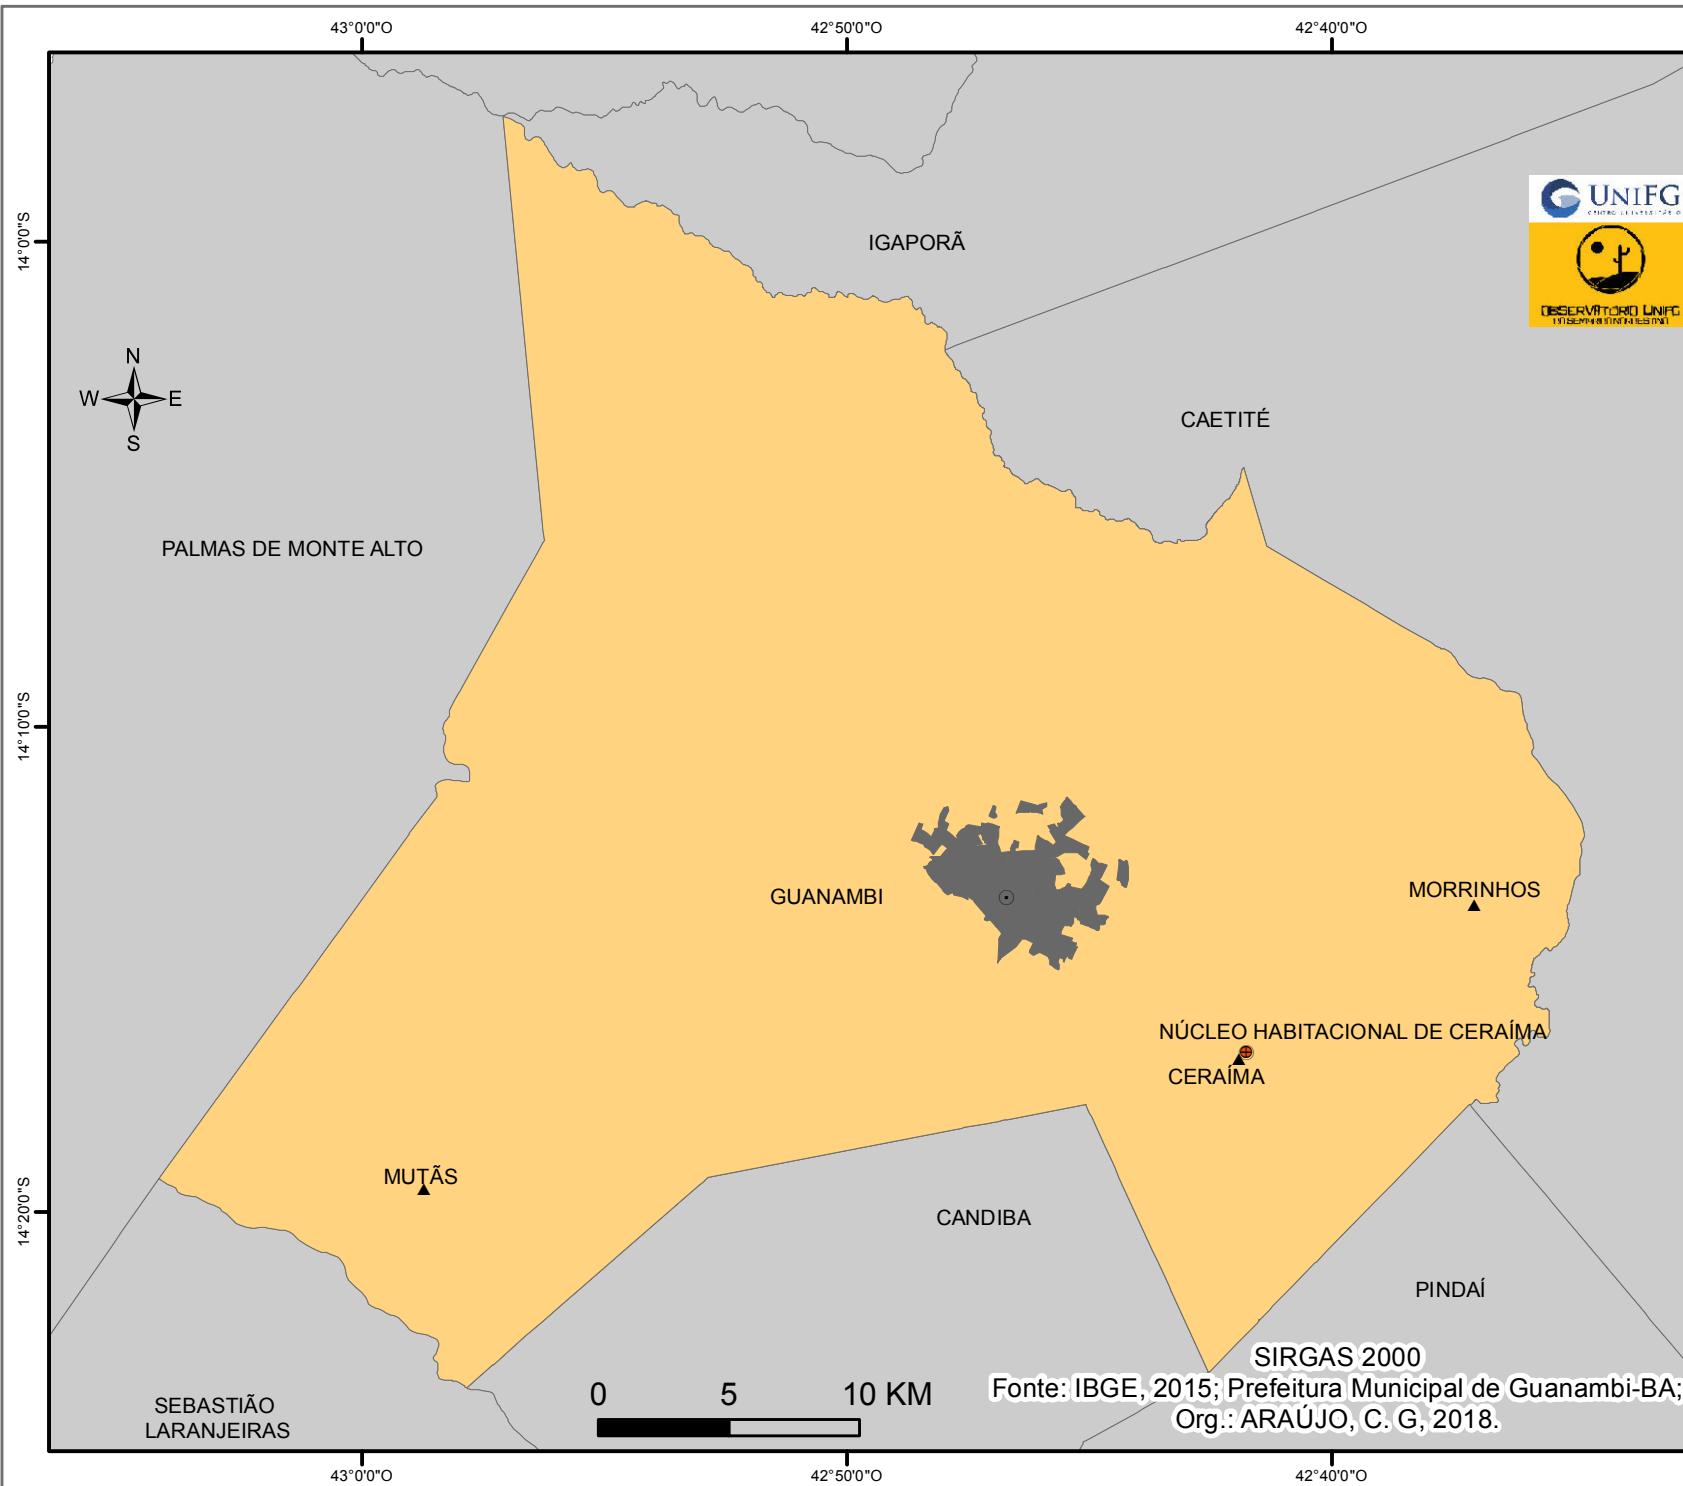 43°0'0"O
42°50'0"O
42°40'0"O
14°0'0"S
14°10'0"S
14°20'0"S
UNIFG
OBSERVATÓRIO UNIFG
IGAPORÃ
N
W E
S
CAETITÉ
PALMAS DE MONTE ALTO
GUANAMBI
MORRINHOS
NÚCLEO HABITACIONAL DE CERAÍMA
CERAÍMA
MUTÃS
CANDIBA
PINDAÍ
SEBASTIÃO
LARANJEIRAS
0 5 10 KM
SIRGAS 2000
Fonte: IBGE, 2015; Prefeitura Municipal de Guanambi-BA;
Org.: ARAÚJO, C. G, 2018.
43°0'0"O
42°50'0"O
42°40'0"O